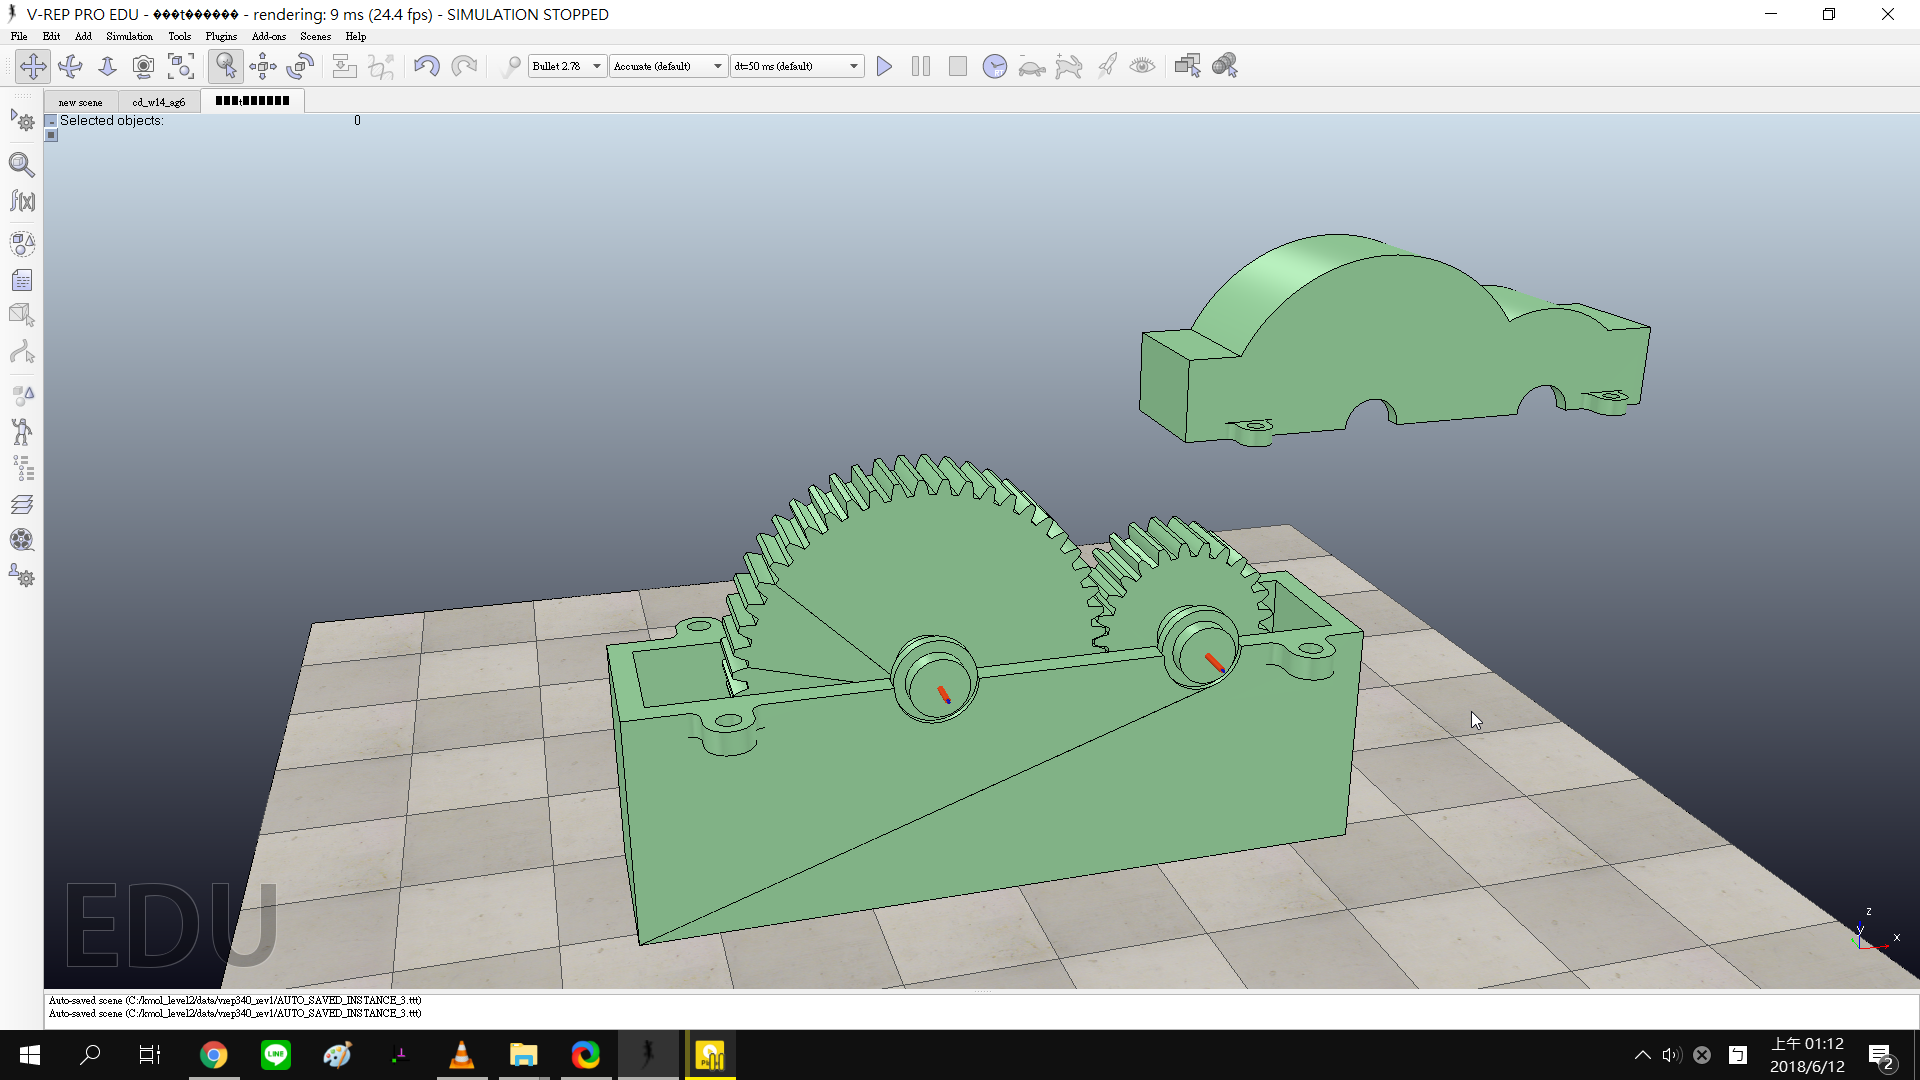 V-REP PRO EDU - ���t������ - rendering: 9 ms (24.4 fps) - SIMULATION STOPPED
File Edit Add Simulation Tools Plugins Add-ons Scenes Help
Bullet 2.78 Accurate (default) dt=50 ms (default)
new scene cd_w14_ag6
Selected objects: 0
f(x)
EDU
z
y
x
Auto-saved scene (C:/kmol_level2/data/vrep340_rev1/AUTO_SAVED_INSTANCE_3.ttt)
Auto-saved scene (C:/kmol_level2/data/vrep340_rev1/AUTO_SAVED_INSTANCE_3.ttt)
LINE
上午 01:12
2018/6/12
2